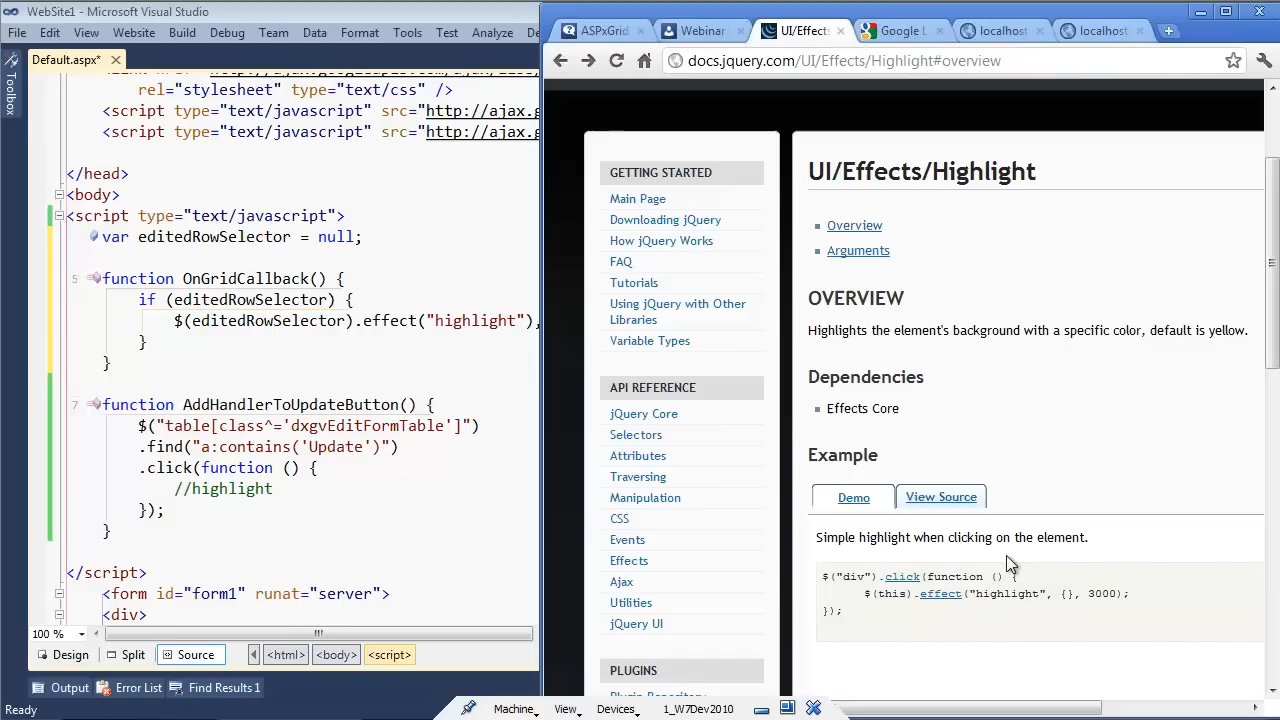 WebSite1 - Microsoft Visual Studio
File Edit View Website Build Debug Team Data Format Tools Test Analyze
Default.aspx*
Toolbox
rel="stylesheet" type="text/css" />
<script type="text/javascript" src="http://ajax.g
<script type="text/javascript" src="http://ajax.g
</head>
<body>
<script type="text/javascript">
var editedRowSelector = null;
5 function OnGridCallback() {
if (editedRowSelector) {
$(editedRowSelector).effect("highlight"),
}
}
7 function AddHandlerToUpdateButton() {
$("table[class^='dxgvEditFormTable']")
.find("a:contains('Update')")
.click(function () {
//highlight
});
}
</script>
<form id="form1" runat="server">
<div>
100 %
Design Split Source <html> <body> <script>
Output Error List Find Results 1
Ready
ASPxGrid Webinar UI/Effect: Google L localhost localhost
docs.jquery.com/UI/Effects/Highlight#overview
GETTING STARTED
Main Page
Downloading jQuery
How jQuery Works
FAQ
Tutorials
Using jQuery with Other
Libraries
Variable Types
API REFERENCE
jQuery Core
Selectors
Attributes
Traversing
Manipulation
CSS
Events
Effects
Ajax
Utilities
jQuery UI
PLUGINS
UI/Effects/Highlight
Overview
Arguments
OVERVIEW
Highlights the element's background with a specific color, default is yellow.
Dependencies
Effects Core
Example
Demo View Source
Simple highlight when clicking on the element.
$("div").click(function () {
$(this).effect("highlight", {}, 3000);
});
Machine View Devices 1_W7Dev2010